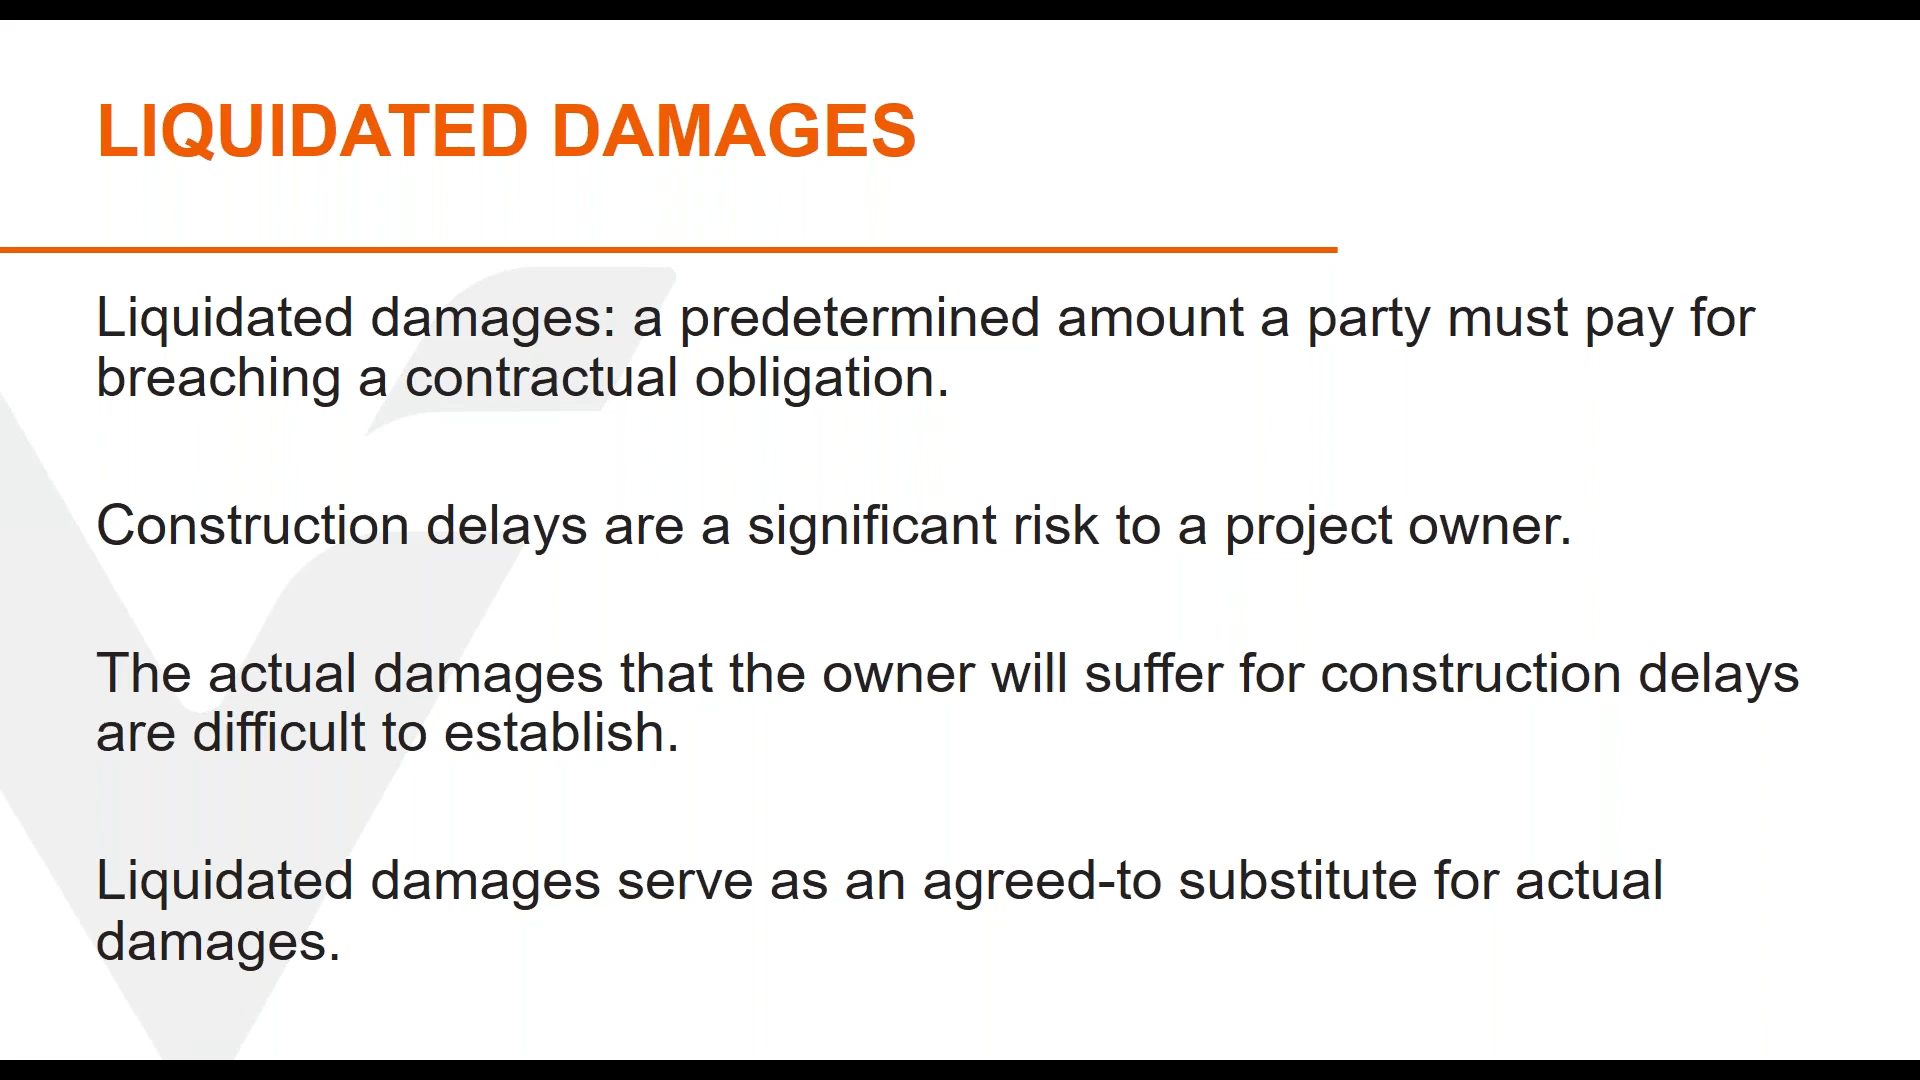 LIQUIDATED DAMAGES
Liquidated damages: a predetermined amount a party must pay for
breaching a contractual obligation.
Construction delays are a significant risk to a project owner.
The actual damages that the owner will suffer for construction delays
are difficult to establish.
Liquidated damages serve as an agreed-to substitute for actual
damages.